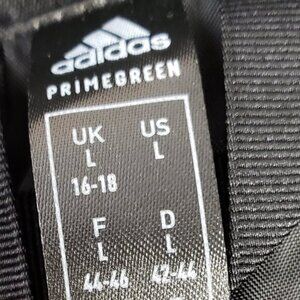 adidas
PRIMEGREEN
UK US
L L
16-18
F D
L L
44-46 42-44